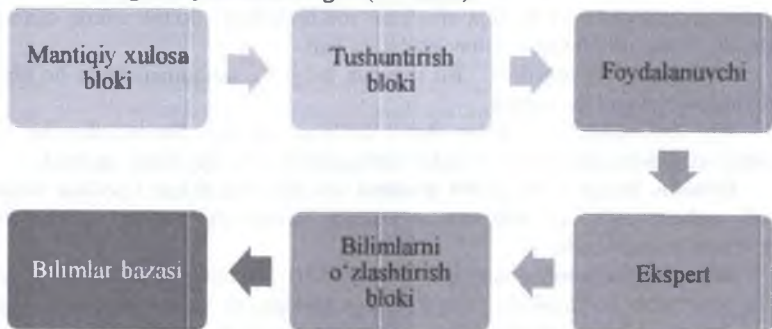 Mantiqiy xulosa
bloki
Tushuntirish
bloki
Foydalanuvchi
Bilimlar bazasi
Bilimlarni
o‘zlashtirish
bloki
Ekspert